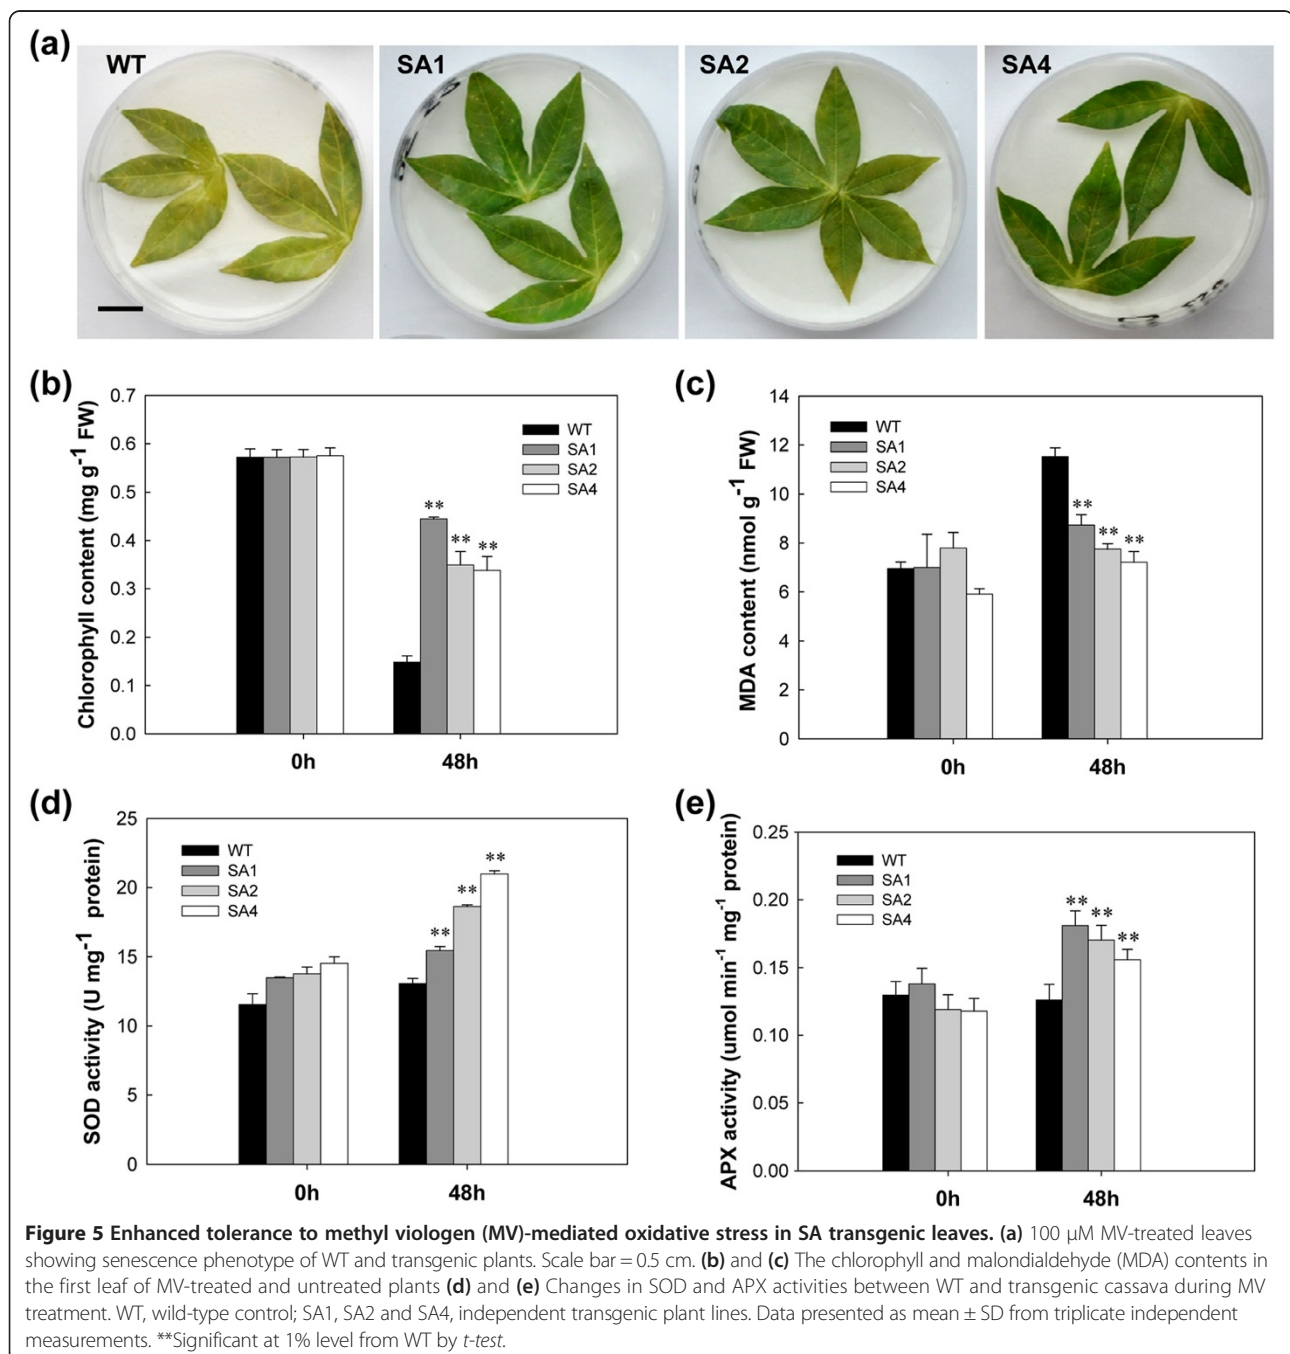 (a)
WT
SA1
SA2
SA4
(b)
Chlorophyll content (mg g⁻¹ FW)
0.7
0.6
0.5
0.4
0.3
0.2
0.1
0.0
WT
SA1
SA2
SA4
**
**
**
0h
48h
(c)
MDA content (nmol g⁻¹ FW)
14
12
10
8
6
4
2
0
WT
SA1
SA2
SA4
**
**
**
0h
48h
(d)
SOD activity (U mg⁻¹ protein)
25
20
15
10
5
0
WT
SA1
SA2
SA4
**
**
**
0h
48h
(e)
APX activity (umol min⁻¹ mg⁻¹ protein)
0.25
0.20
0.15
0.10
0.05
0.00
WT
SA1
SA2
SA4
**
**
**
0h
48h
Figure 5 Enhanced tolerance to methyl viologen (MV)-mediated oxidative stress in SA transgenic leaves. (a) 100 μM MV-treated leaves
showing senescence phenotype of WT and transgenic plants. Scale bar = 0.5 cm. (b) and (c) The chlorophyll and malondialdehyde (MDA) contents in
the first leaf of MV-treated and untreated plants (d) and (e) Changes in SOD and APX activities between WT and transgenic cassava during MV
treatment. WT, wild-type control; SA1, SA2 and SA4, independent transgenic plant lines. Data presented as mean ± SD from triplicate independent
measurements. **Significant at 1% level from WT by t-test.